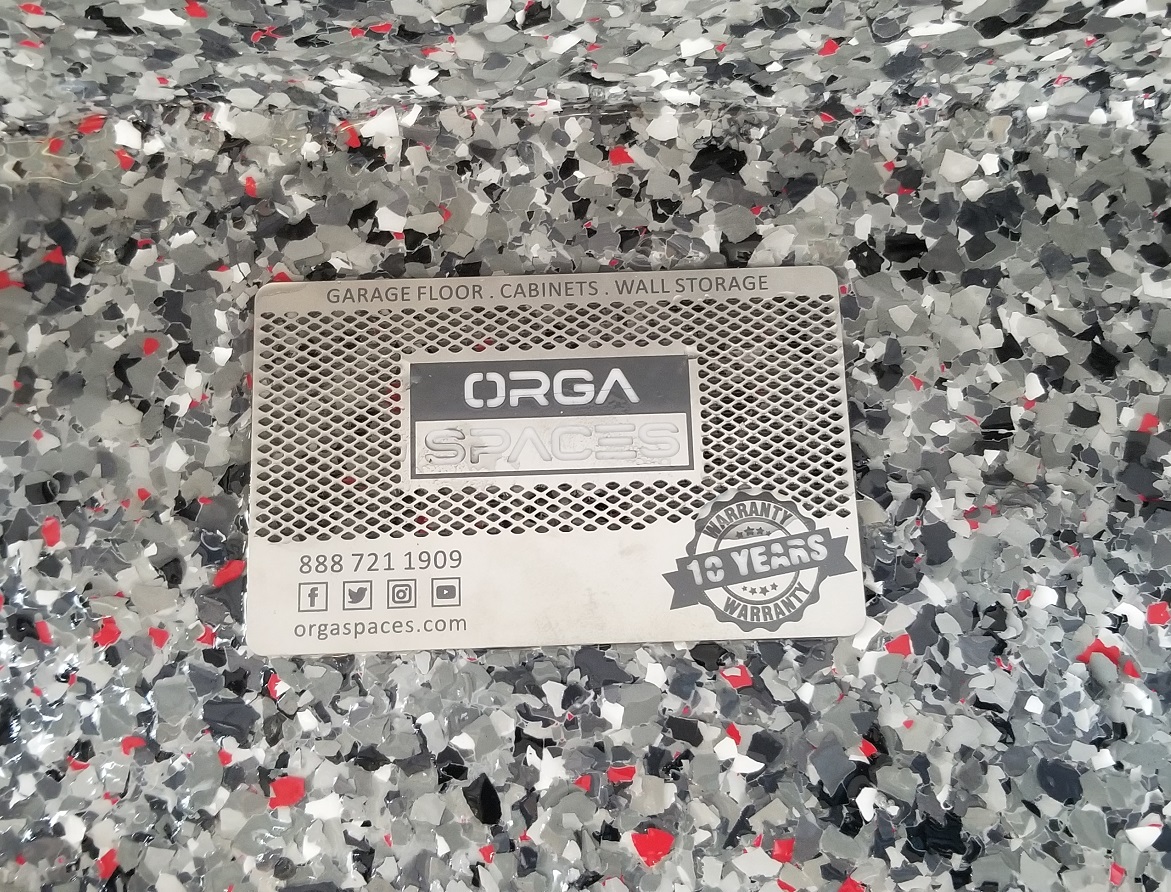 GARAGE FLOOR . CABINETS . WALL STORAGE
ORGA
SPACES
888 721 1909
orgaspaces.com
WARRANTY
10 YEARS
WARRANTY